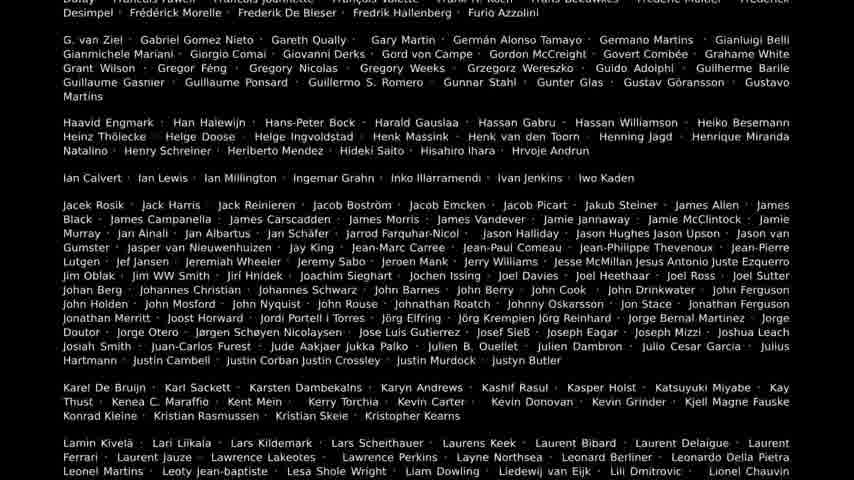 Desimpel · Frédérick Morelle · Frederik De Bleser · Fredrik Hallenberg · Furio Azzolini
G. van Ziel · Gabriel Gomez Nieto · Gareth Qually · Gary Martin · Germán Alonso Tamayo · Germano Martins · Gianluigi Belli
Gianmichele Mariani · Giorgio Comai · Giovanni Derks · Gord von Campe · Gordon McCreight · Govert Combée · Grahame White
Grant Wilson · Gregor Féng · Gregory Nicolas · Gregory Weeks · Grzegorz Wereszko · Guido Adolphi · Guilherme Barile
Guillaume Gasnier · Guillaume Ponsard · Guillermo S. Romero · Gunnar Stahl · Gunter Glas · Gustav Göransson · Gustavo
Martins
Haavid Engmark · Han Halewijn · Hans-Peter Bock · Harald Gauslaa · Hassan Gabru · Hassan Williamson · Heiko Besemann
Heinz Thölecke · Helge Doose · Helge Ingvoldstad · Henk Massink · Henk van den Toorn · Henning Jagd · Henrique Miranda
Natalino · Henry Schreiner · Heriberto Mendez · Hideki Saito · Hisahiro Ihara · Hrvoje Andrun
Ian Calvert · Ian Lewis · Ian Millington · Ingemar Grahn · Inko Illarramendi · Ivan Jenkins · Iwo Kaden
Jacek Rosik · Jack Harris · Jack Reinieren · Jacob Boström · Jacob Emcken · Jacob Picart · Jakub Steiner · James Allen · James
Black · James Campanella · James Carscadden · James Morris · James Vandever · Jamie Jannaway · Jamie McClintock · Jamie
Murray · Jan Ainali · Jan Albartus · Jan Schäfer · Jarrod Farquhar-Nicol · Jason Halliday · Jason Hughes Jason Upson · Jason van
Gumster · Jasper van Nieuwenhuizen · Jay King · Jean-Marc Carree · Jean-Paul Comeau · Jean-Philippe Thevenoux · Jean-Pierre
Lutgen · Jef Jansen · Jeremiah Wheeler · Jeremy Sabo · Jeroen Mank · Jerry Williams · Jesse McMillan Jesus Antonio Juste Ezquerro
Jim Oblak · Jim WW Smith · Jirí Hnídek · Joachim Sieghart · Jochen Issing · Joel Davies · Joel Heethaar · Joel Ross · Joel Sutter
Johan Berg · Johannes Christian · Johannes Schwarz · John Barnes · John Berry · John Cook · John Drinkwater · John Ferguson
John Holden · John Mosford · John Nyquist · John Rouse · Johnathan Roatch · Johnny Oskarsson · Jon Stace · Jonathan Ferguson
Jonathan Merritt · Joost Horward · Jordi Portell i Torres · Jörg Elfring · Jörg Krempien Jörg Reinhard · Jorge Bernal Martinez · Jorge
Doutor · Jorge Otero · Jørgen Schøyen Nicolaysen · Jose Luis Gutierrez · Josef Sieß · Joseph Eagar · Joseph Mizzi · Joshua Leach
Josiah Smith · Juan-Carlos Furest · Jude Aakjaer Jukka Palko · Julien B. Ouellet · Julien Dambron · Julio Cesar Garcia · Julius
Hartmann · Justin Cambell · Justin Corban Justin Crossley · Justin Murdock · justyn Butler
Karel De Bruijn · Karl Sackett · Karsten Dambekalns · Karyn Andrews · Kashif Rasul · Kasper Holst · Katsuyuki Miyabe · Kay
Thust · Kenea C. Maraffio · Kent Mein · Kerry Torchia · Kevin Carter · Kevin Donovan · Kevin Grinder · Kjell Magne Fauske
Konrad Kleine · Kristian Rasmussen · Kristian Skeie · Kristopher Kearns
Lamin Kivelä · Lari Liikala · Lars Kildemark · Lars Scheithauer · Laurens Keek · Laurent Bibard · Laurent Delaigue · Laurent
Ferrari · Laurent Jauze · Lawrence Lakeotes · Lawrence Perkins · Layne Northsea · Leonard Berliner · Leonardo Della Pietra
Leonel Martins · Leoty jean-baptiste · Lesa Shole Wright · Liam Dowling · Liedewij van Eijk · Lili Dmitrovic · Lionel Chauvin